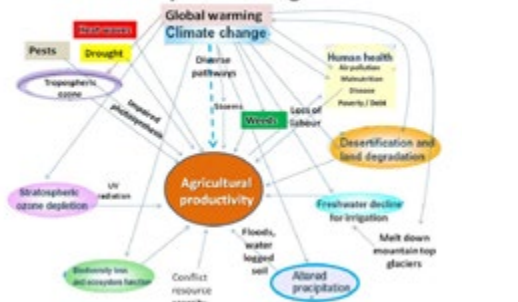 Global warming
Climate change
Heat waves
Pests
Drought
Tropospheric
ozone
Diverse
pathways
Human health
Air pollution
Malnutrition
Disease
Poverty / Debt
Impaired
photosynthesis
Storms
Weeds
Loss of
labour
Desertification and
land degradation
Agricultural
productivity
Stratospheric
ozone depletion
UV
radiation
Freshwater decline
for irrigation
Floods,
water
logged
soil
Melt down
mountain top
glaciers
Biodiversity loss
and ecosystem function
Conflict
resource
Altered
precipitation